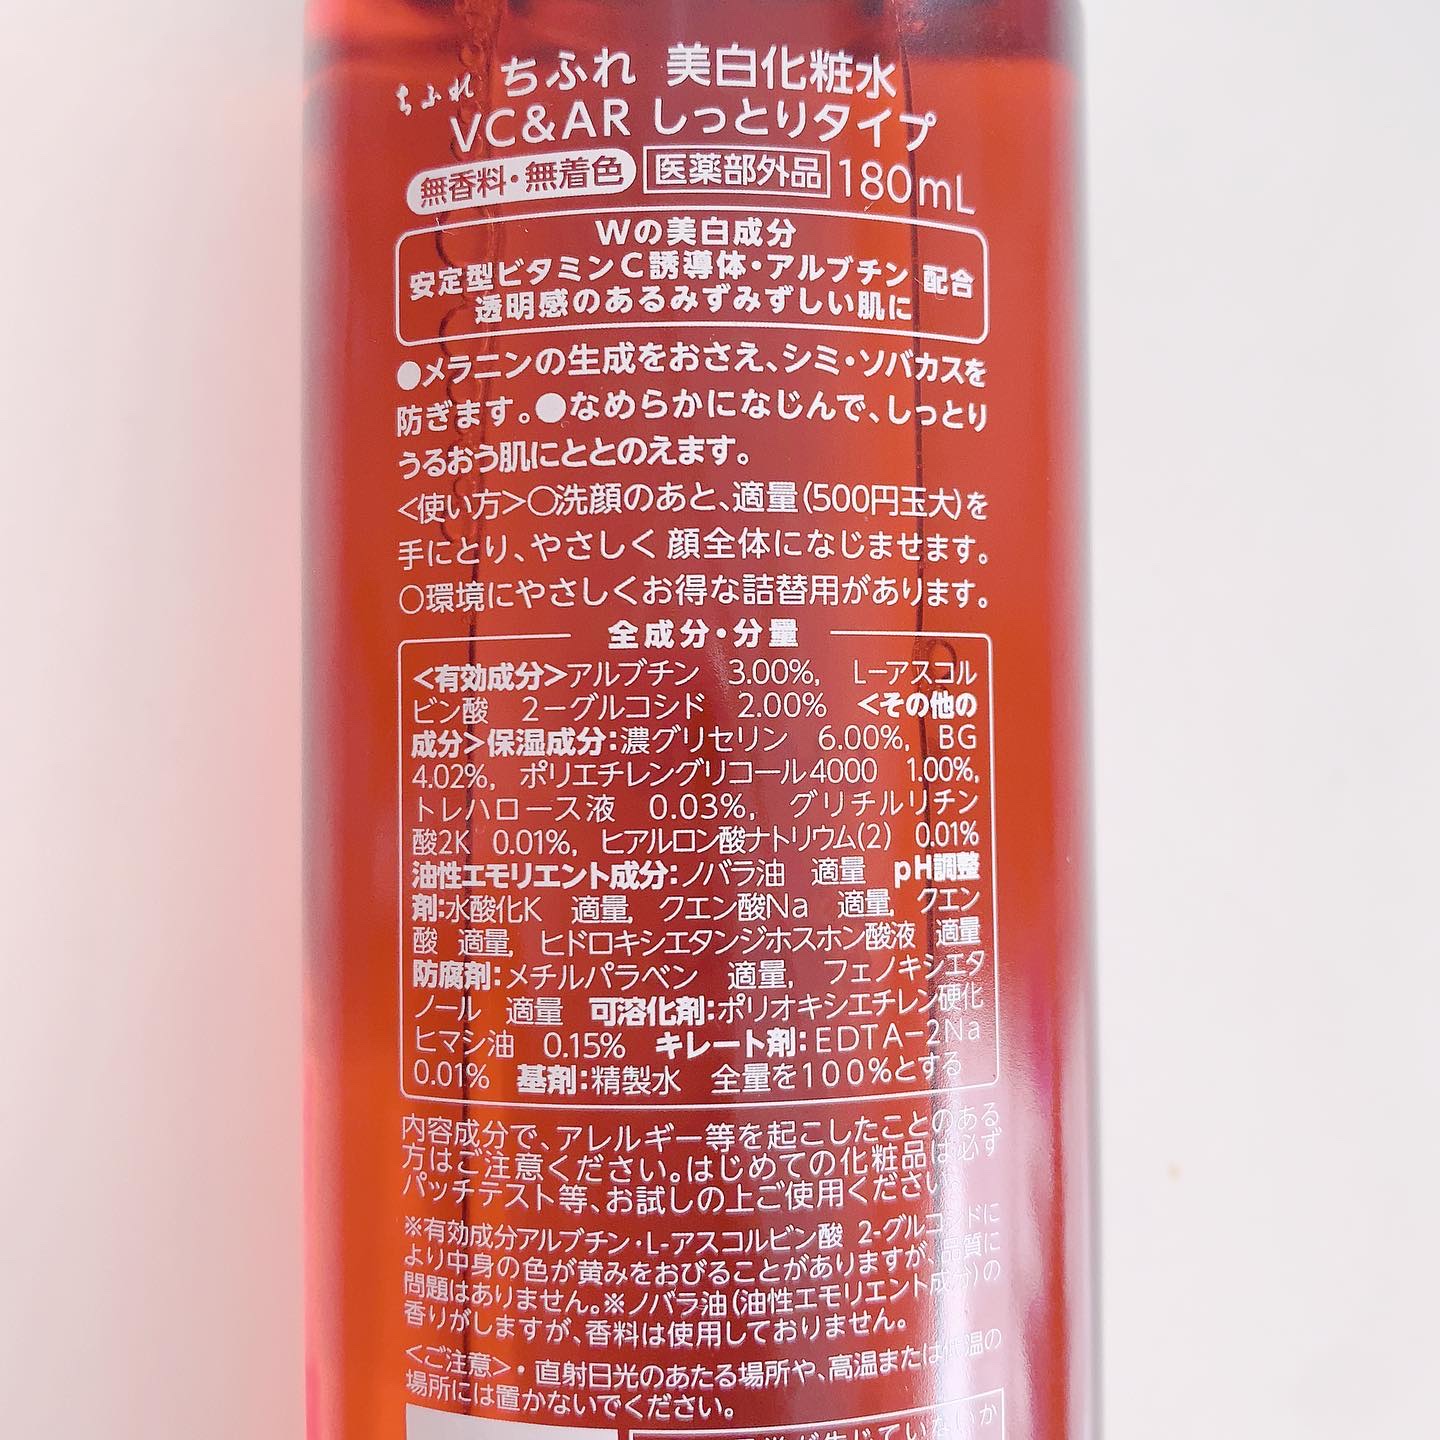 ちふれ ちふれ 美白化粧水
VC&AR しっとりタイプ
無香料・無着色 医薬部外品 180mL
Wの美白成分
安定型ビタミンC誘導体・アルブチン 配合
透明感のあるみずみずしい肌に
●メラニンの生成をおさえ、シミ・ソバカスを
防ぎます。●なめらかになじんで、しっとり
うるおう肌にととのえます。
<使い方>○洗顔のあと、適量(500円玉大)を
手にとり、やさしく顔全体になじませます。
○環境にやさしくお得な詰替用があります。
全成分・分量
<有効成分>アルブチン 3.00%, L-アスコル
ビン酸 2-グルコシド 2.00% <その他の
成分>保湿成分:濃グリセリン 6.00%, BG
4.02%, ポリエチレングリコール4000 1.00%,
トレハロース液 0.03%, グリチルリチン
酸2K 0.01%, ヒアルロン酸ナトリウム(2) 0.01%
油性エモリエント成分:ノバラ油 適量 pH調整
剤:水酸化K 適量, クエン酸Na 適量, クエン
酸 適量, ヒドロキシエタンジホスホン酸液 適量
防腐剤:メチルパラベン 適量, フェノキシエタ
ノール 適量 可溶化剤:ポリオキシエチレン硬化
ヒマシ油 0.15% キレート剤:EDTA-2Na
0.01% 基剤:精製水 全量を100%とする
内容成分で、アレルギー等を起こしたことのある
方はご注意ください。はじめての化粧品は必ず
パッチテスト等、お試しの上ご使用ください
※有効成分アルブチン・L-アスコルビン酸 2-グルコシドに
より中身の色が黄みをおびることがありますが、品質に
問題はありません。※ノバラ油(油性エモリエント成分)の
香りがしますが、香料は使用しておりません。
<ご注意>・直射日光のあたる場所や、高温または低温の
場所には置かないでください。